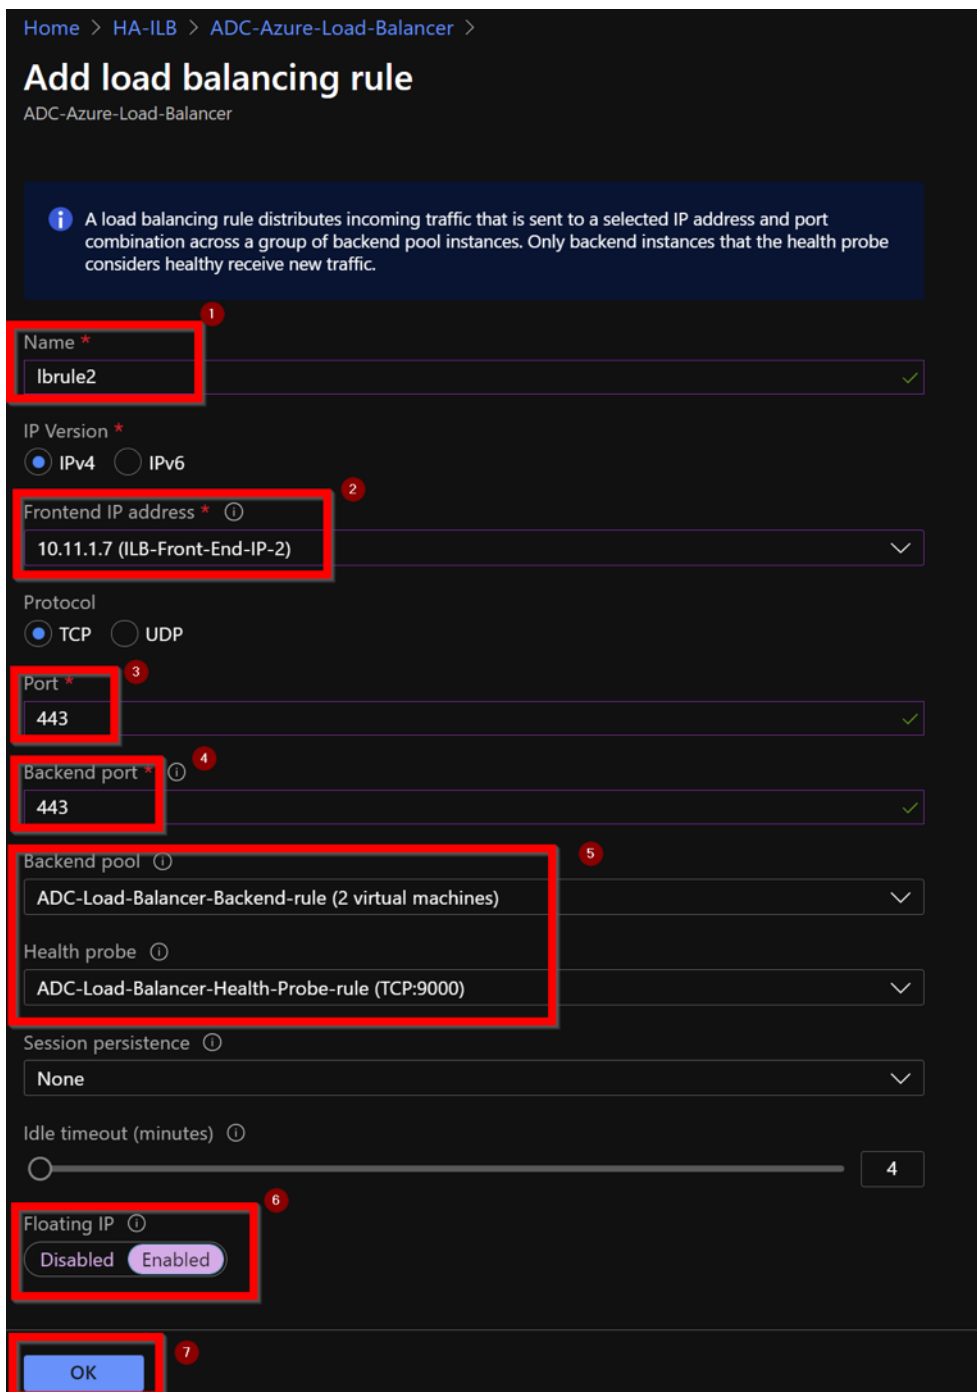 Home > HA-ILB > ADC-Azure-Load-Balancer >
Add load balancing rule
ADC-Azure-Load-Balancer
A load balancing rule distributes incoming traffic that is sent to a selected IP address and port
combination across a group of backend pool instances. Only backend instances that the health probe
considers healthy receive new traffic.
1
Name *
lbrule2
IP Version *
IPv4 IPv6
2
Frontend IP address *
10.11.1.7 (ILB-Front-End-IP-2)
Protocol
TCP UDP
3
Port *
443
4
Backend port *
443
5
Backend pool
ADC-Load-Balancer-Backend-rule (2 virtual machines)
Health probe
ADC-Load-Balancer-Health-Probe-rule (TCP:9000)
Session persistence
None
Idle timeout (minutes)
4
6
Floating IP
Disabled Enabled
7
OK